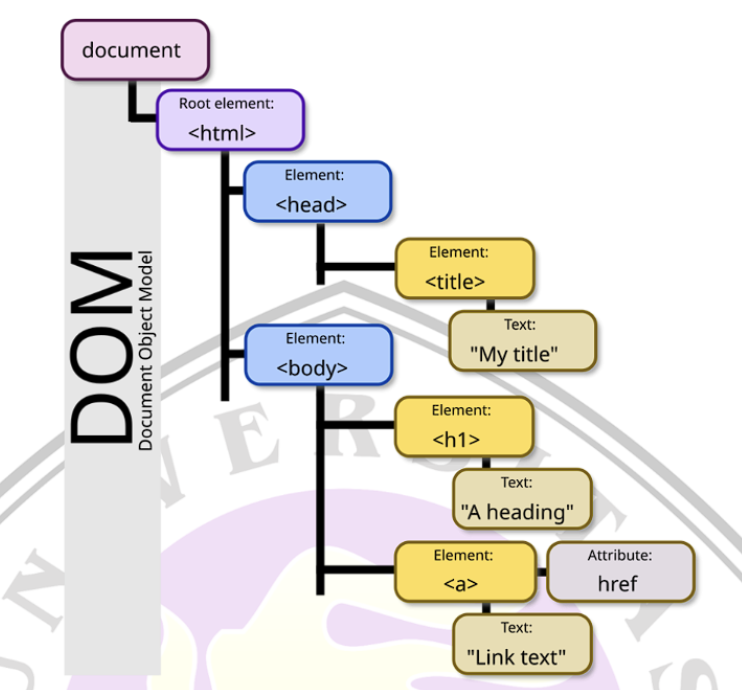 document
Root element:
<html>
Element:
<head>
Element:
<title>
Text:
"My title"
DOM
Document Object Model
Element:
<body>
Element:
<h1>
Text:
"A heading"
Element:
<a>
Attribute:
href
Text:
"Link text"